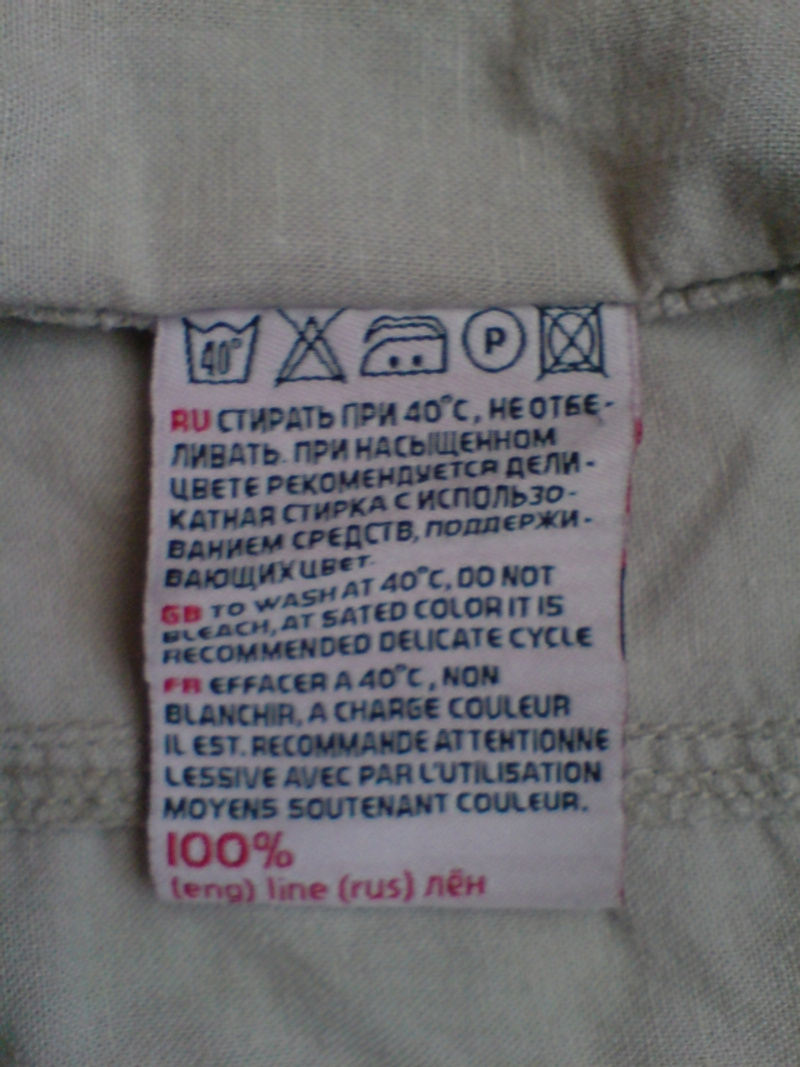 40°
P
RU СТИРАТЬ ПРИ 40°С, НЕ ОТБЕ-
ЛИВАТЬ. ПРИ НАСЫЩЕННОМ
ЦВЕТЕ РЕКОМЕНДУЕТСЯ ДЕЛИ-
КАТНАЯ СТИРКА С ИСПОЛЬЗО-
ВАНИЕМ СРЕДСТВ, ПОДДЕРЖИ-
ВАЮЩИХ ЦВЕТ.
GB TO WASH AT 40°C, DO NOT
BLEACH, AT SATED COLOR IT IS
RECOMMENDED DELICATE CYCLE
FR EFFACER A 40°C, NON
BLANCHIR, A CHARGE COULEUR
IL EST. RECOMMANDE ATTENTIONNE
LESSIVE AVEC PAR L'UTILISATION
MOYENS SOUTENANT COULEUR.
100%
(eng) line (rus) лён